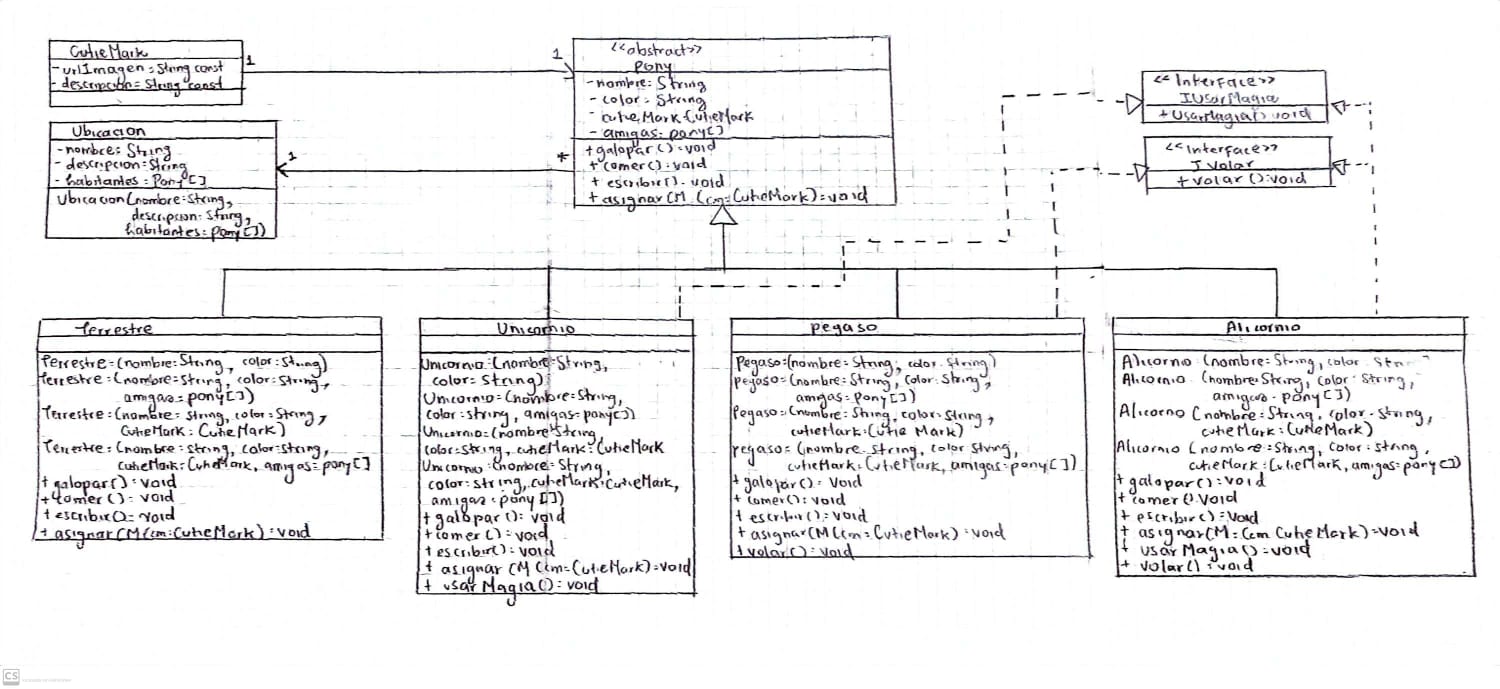 CutieMark
- urlImagen: String const
- descripcion: String const
1
1
<<abstract>>
Pony
- nombre: String
- color: String
- cutieMark:CutieMark
- amigas: pony[]
+ galopar(): void
+ comer(): void
+ escribir(): void
+ asignarCM (cm: CutieMark): void
Ubicacion
- nombre: String
- descripcion: String
- habitantes: Pony[]
Ubicacion(nombre:String,
descripcion: String,
habitantes: pony[])
1
*
<<Interface>>
IUsarMagia
+ UsarMagia(): void
<<Interface>>
IVolar
+ volar(): void
Terrestre
Terrestre:(nombre:String, color:String)
Terrestre:(nombre:String, color:String,
amigas: pony[])
Terrestre:(nombre: String, color:String,
cutieMark: CutieMark)
Terrestre:(nombre: string, color:string,
cutieMark: CutieMark, amigas: pony[]
+ galopar(): void
+ comer(): void
+ escribir(): void
+ asignarCM(cm:CutieMark): void
Unicornio
Unicornio:(nombre:String,
color: String)
Unicornio:(nombre:String,
color:string, amigas:pony[])
Unicornio:(nombre:String
color:string, cutieMark:CutieMark
Unicornio:(nombre:String,
color:string, cutieMark:CutieMark,
amigas:pony[])
+ galopar(): void
+ comer(): void
+ escribir(): void
+ asignarCM (cm:CutieMark): void
+ usarMagia(): void
pegaso
Pegaso:(nombre:String, color:String)
pegaso:(nombre:String, color:String,
amigas: pony[])
Pegaso:(nombre:String, color:String,
cutieMark:Cutie Mark)
pegaso:(nombre:string, color string,
cutieMark:CutieMark, amigas:pony[])
+ galopar(): void
+ comer(): void
+ escribir(): void
+ asignarCM(cm: CutieMark): void
+ volar(): void
Alicornio
Alicornio (nombre:String, color
Alicornio (nombre:String, color:String,
amigas: pony[])
Alicorno (nombre:String, color:String,
cutieMark:CutieMark)
Alicornio (nombre:String, color:String,
cutieMark:CutieMark, amigas:pony[])
+ galopar(): void
+ comer() Void
+ escribir(): Void
+ asignarCM: (cm CutieMark): void
+ usarMagia(): void
+ volar(): void
CS